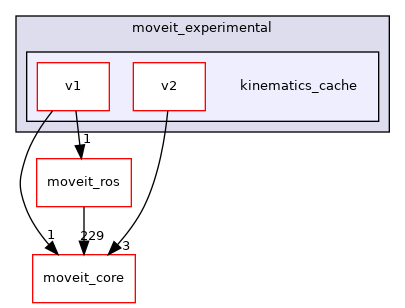 moveit_experimental
v1
v2
kinematics_cache
1
moveit_ros
1
229
3
moveit_core